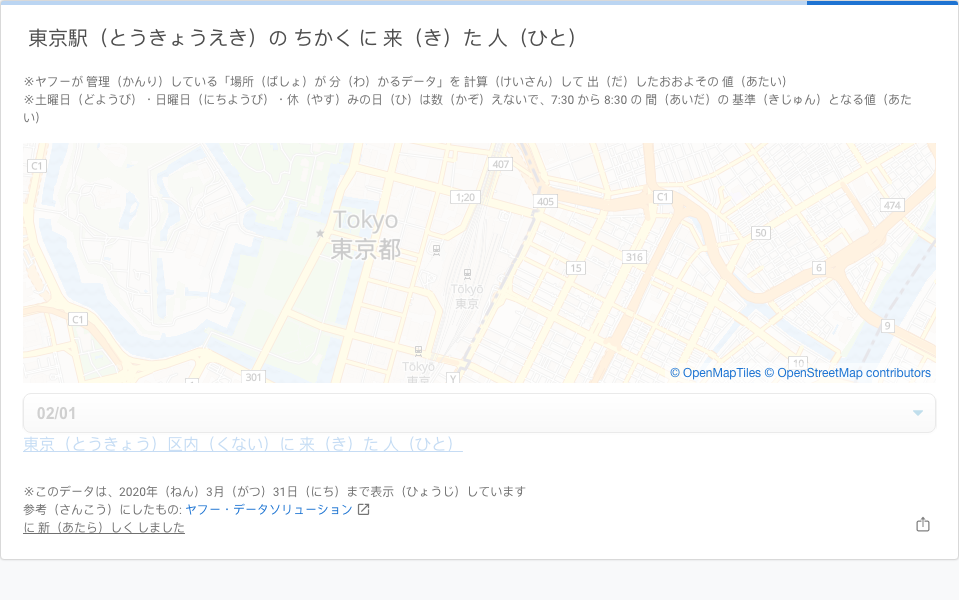 東京駅（とうきょうえき）の ちかく に 来（き）た 人（ひと）
※ヤフーが 管理（かんり）している「場所（ばしょ）が 分（わ）かるデータ」を 計算（けいさん）して 出（だ）したおおよその 値（あたい）
※土曜日（どようび）・日曜日（にちようび）・休（やす）みの日（ひ）は数（かぞ）えないで、7:30 から 8:30 の 間（あいだ）の 基準（きじゅん）となる値（あた
い）
407
C1
1;20
405
C1
474
Tokyo
東京都
50
316
15
6
Tōkyō
東京
C1
9
Tōkyō
東京
301
4
Y
10
© OpenMapTiles © OpenStreetMap contributors
02/01
東京（とうきょう）区内（くない）に 来（き）た 人（ひと）
※このデータは、2020年（ねん）3月（がつ）31日（にち）まで表示（ひょうじ）しています
参考（さんこう）にしたもの: ヤフー・データソリューション
に 新（あたら）しく しました